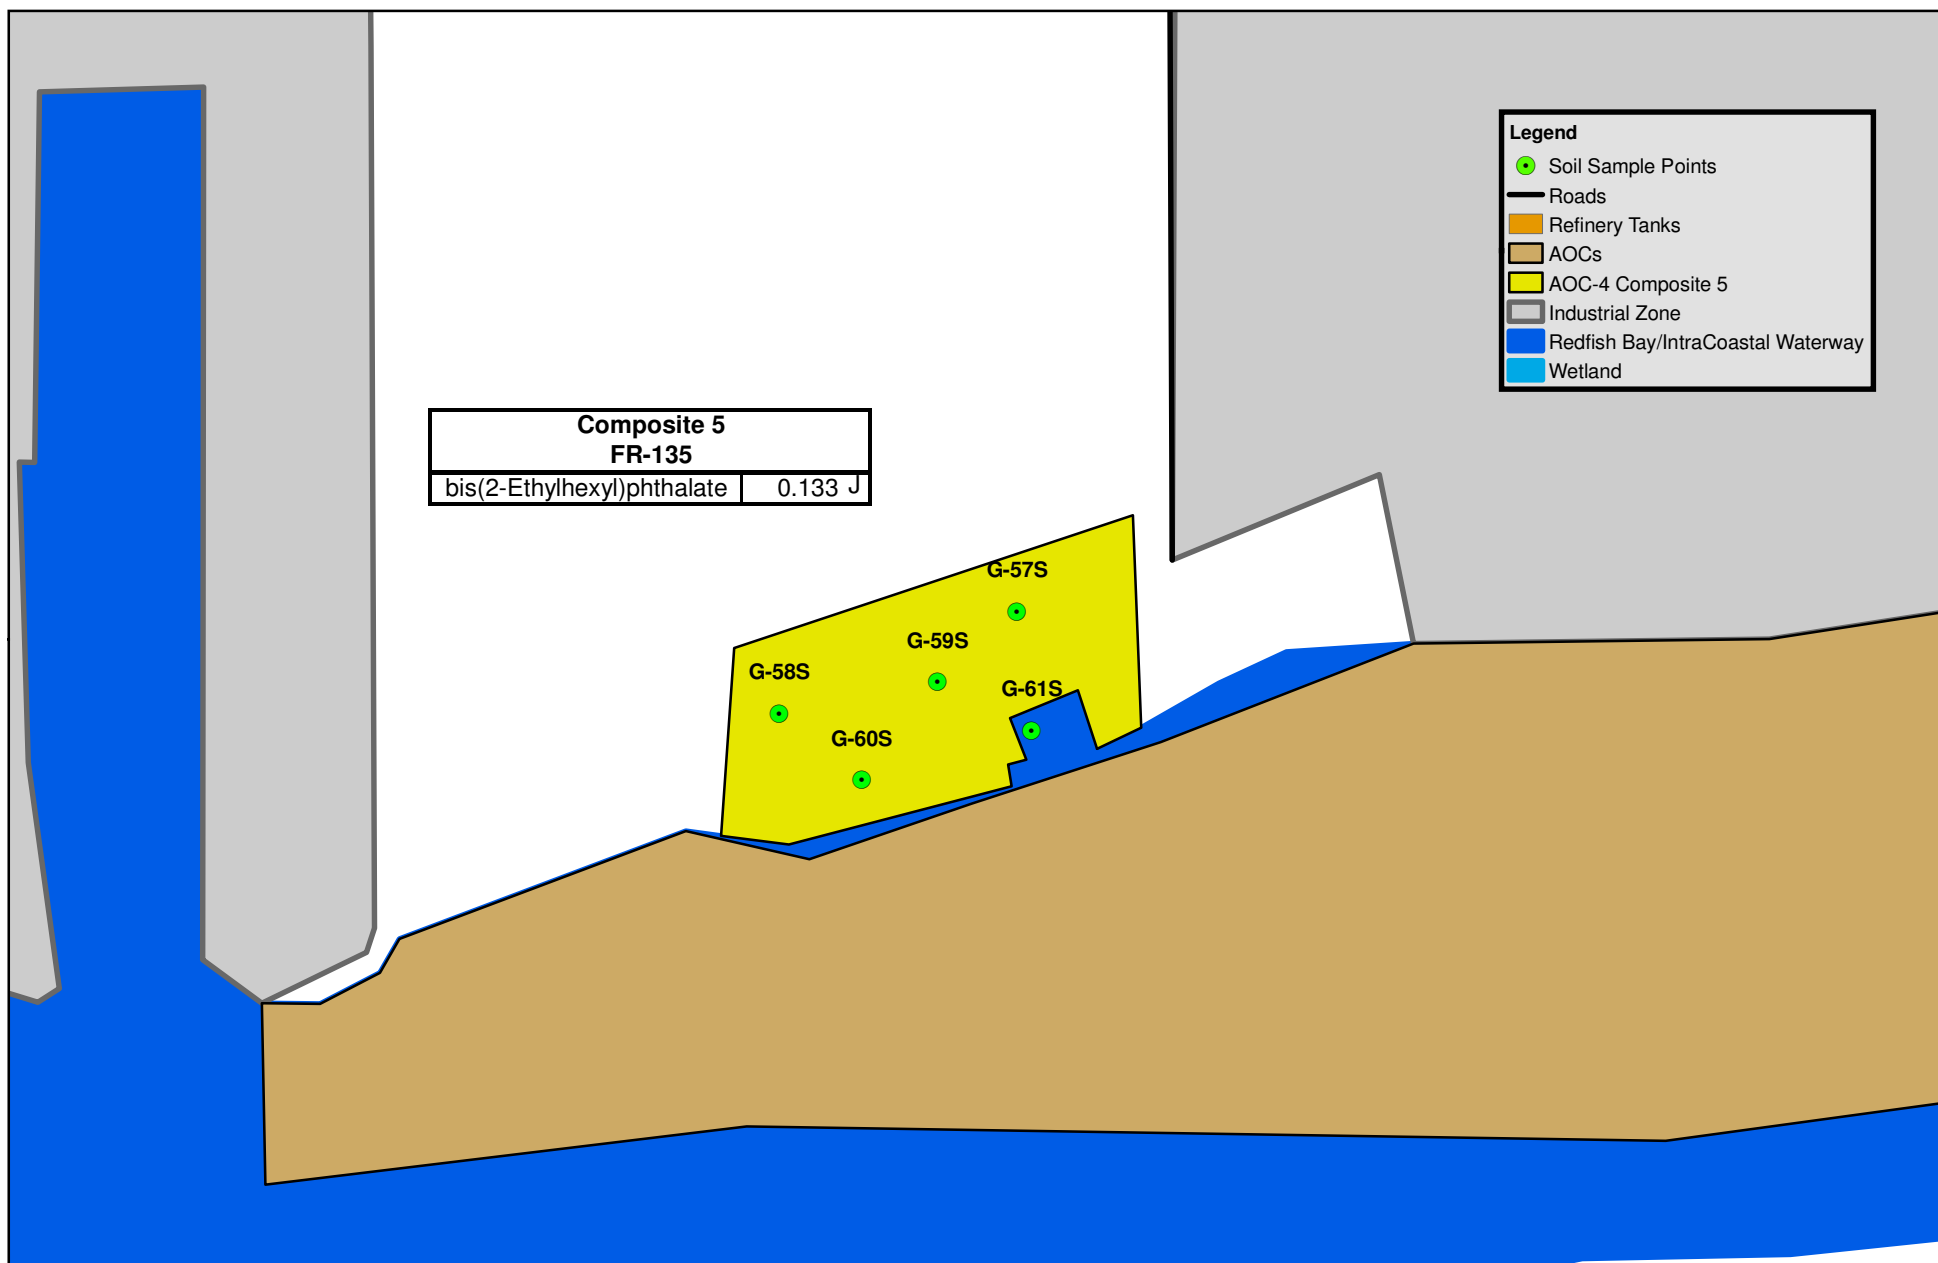 Legend
Soil Sample Points
Roads
Refinery Tanks
AOCs
AOC-4 Composite 5
Industrial Zone
Redfish Bay/IntraCoastal Waterway
Wetland
Composite 5
FR-135
bis(2-Ethylhexyl)phthalate 0.133 J
G-57S
G-59S
G-58S
G-61S
G-60S